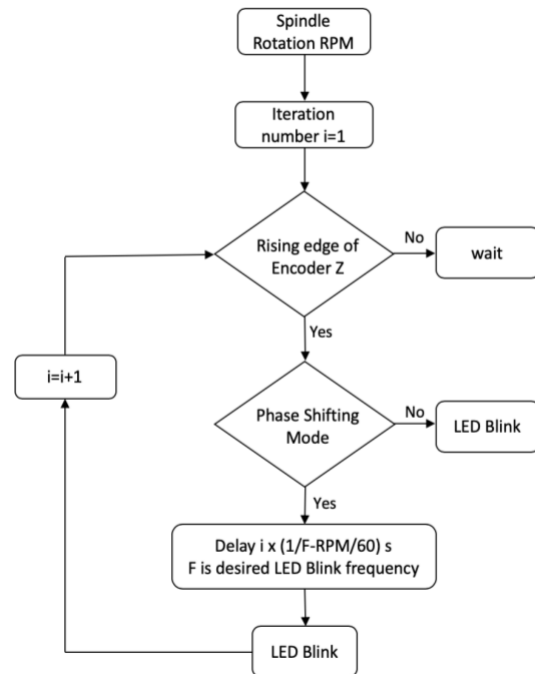 Spindle
Rotation RPM
Iteration
number i=1
Rising edge of
Encoder Z
No
wait
Yes
i=i+1
Phase Shifting
Mode
No
LED Blink
Yes
Delay i x (1/F-RPM/60) s
F is desired LED Blink frequency
LED Blink